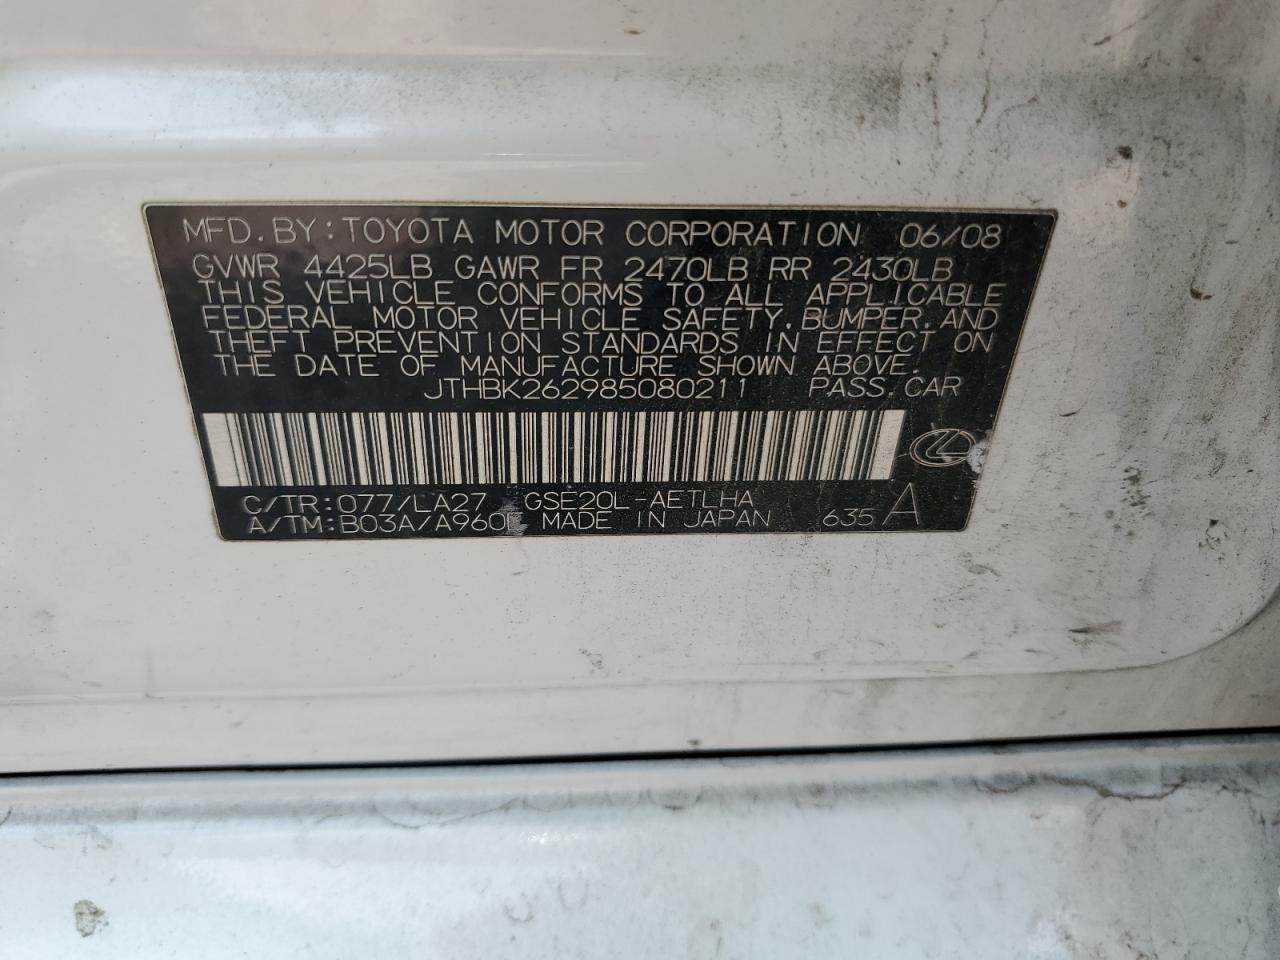 MFD. BY: TOYOTA MOTOR CORPORATION 06/08
GVWR 4425LB GAWR FR 2470LB RR 2430LB
THIS VEHICLE CONFORMS TO ALL APPLICABLE
FEDERAL MOTOR VEHICLE SAFETY, BUMPER, AND
THEFT PREVENTION STANDARDS IN EFFECT ON
THE DATE OF MANUFACTURE SHOWN ABOVE.
JTHBK262985080211 PASS. CAR
C/TR: 077/LA27 GSE20L-AETLHA
A/TM: B03A/A960E MADE IN JAPAN 635 A